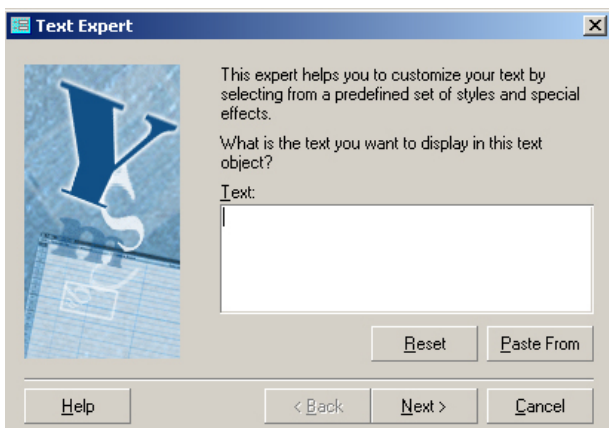 Text Expert
This expert helps you to customize your text by
selecting from a predefined set of styles and special
effects.
What is the text you want to display in this text
object?
Text:
Reset
Paste From
Help
< Back
Next >
Cancel